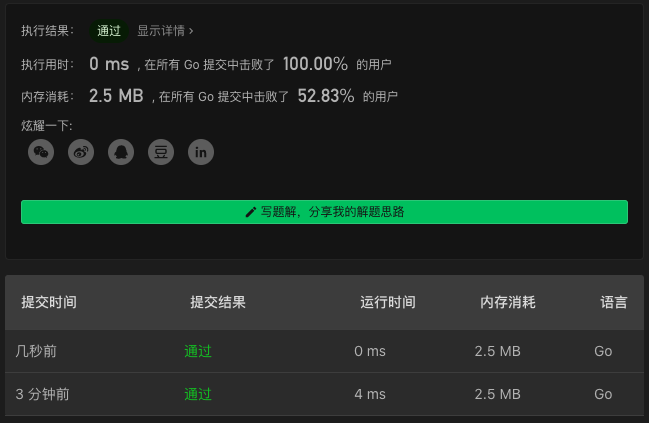 执行结果： 通过 显示详情 ›
执行用时： 0 ms , 在所有 Go 提交中击败了 100.00% 的用户
内存消耗： 2.5 MB , 在所有 Go 提交中击败了 52.83% 的用户
炫耀一下:
豆 in
写题解，分享我的解题思路
提交时间 提交结果 运行时间 内存消耗 语言
几秒前 通过 0 ms 2.5 MB Go
3 分钟前 通过 4 ms 2.5 MB Go